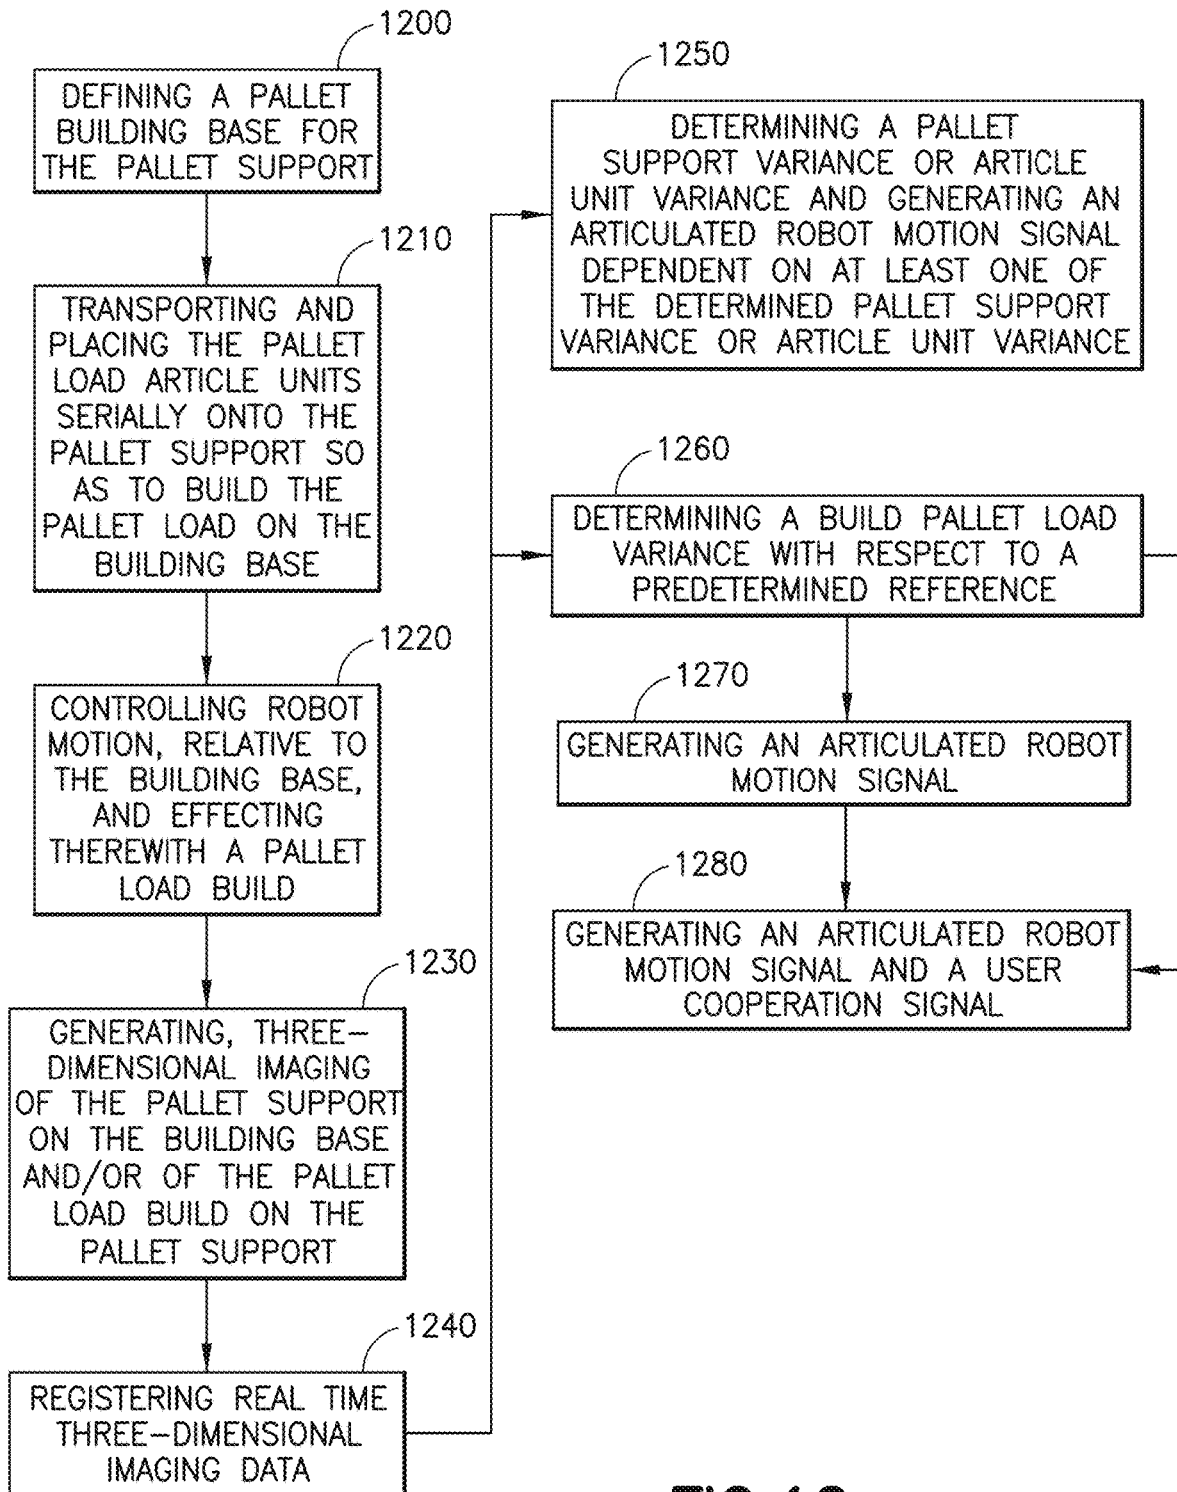 1200
DEFINING A PALLET
BUILDING BASE FOR
THE PALLET SUPPORT
1210
TRANSPORTING AND
PLACING THE PALLET
LOAD ARTICLE UNITS
SERIALLY ONTO THE
PALLET SUPPORT SO
AS TO BUILD THE
PALLET LOAD ON THE
BUILDING BASE
1220
CONTROLLING ROBOT
MOTION, RELATIVE TO
THE BUILDING BASE,
AND EFFECTING
THEREWITH A PALLET
LOAD BUILD
1230
GENERATING, THREE-
DIMENSIONAL IMAGING
OF THE PALLET SUPPORT
ON THE BUILDING BASE
AND/OR OF THE PALLET
LOAD BUILD ON THE
PALLET SUPPORT
1240
REGISTERING REAL TIME
THREE-DIMENSIONAL
IMAGING DATA
1250
DETERMINING A PALLET
SUPPORT VARIANCE OR ARTICLE
UNIT VARIANCE AND GENERATING AN
ARTICULATED ROBOT MOTION SIGNAL
DEPENDENT ON AT LEAST ONE OF
THE DETERMINED PALLET SUPPORT
VARIANCE OR ARTICLE UNIT VARIANCE
1260
DETERMINING A BUILD PALLET LOAD
VARIANCE WITH RESPECT TO A
PREDETERMINED REFERENCE
1270
GENERATING AN ARTICULATED ROBOT
MOTION SIGNAL
1280
GENERATING AN ARTICULATED ROBOT
MOTION SIGNAL AND A USER
COOPERATION SIGNAL